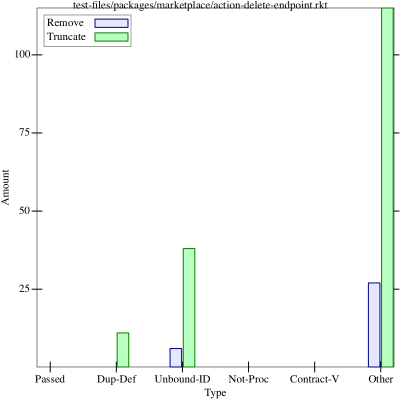 test-files/packages/marketplace/action-delete-endpoint.rkt
Remove
Truncate
100
75
50
25
Amount
Passed Dup-Def Unbound-ID Not-Proc Contract-V Other
Type